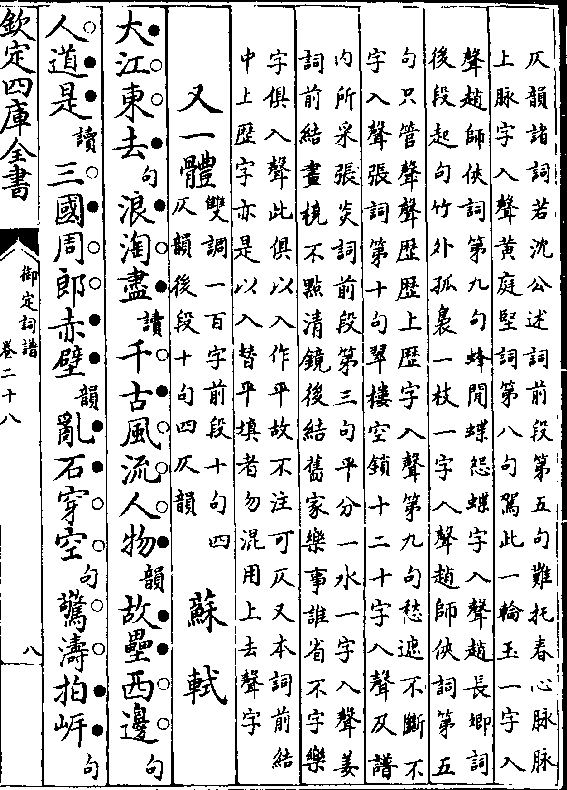 仄韻諸詞若沈公述詞前段第五句難托春心脈脈
上脉字入聲黄庭堅詞第八句駕此一輪玉一字入
聲趙師俠詞第九句蜂閒蝶怨蝶字入聲趙長卿詞
後段起句竹外孤裊一枝一字入聲趙師俠詞第五
句只管聲聲歴歴上歴字入聲第九句愁遮不斷不
字入聲張詞第十句翠樓空鎖十二十字入聲及譜
内所采張炎詞前段第三句平分一水一字入聲姜
詞前結畫橈不點清鏡後結舊家樂事誰省不字樂
字俱入聲此俱以入作平故不注可仄又本詞前結
中上歴字亦是以入替平填者勿混用上去聲字
又一體 雙調一百字前段十句四
仄韻後段十句四仄韻 蘇軾
大江東去句浪淘盡讀千古風流人物韻故壘西邊句
人道是讀三國周郎赤壁韻亂石穿空句驚濤拍岍句
欽定四庫全書
御定詞譜
卷二十八
八